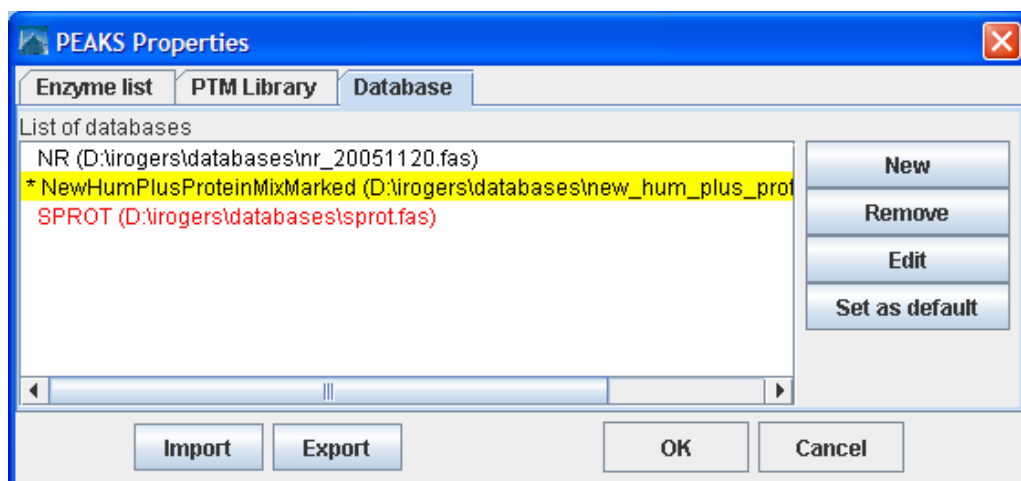 PEAKS Properties
Enzyme list PTM Library Database
List of databases
NR (D:\irogers\databases\nr_20051120.fas)
* NewHumPlusProteinMixMarked (D:\irogers\databases\new_hum_plus_prot
SPROT (D:\irogers\databases\sprot.fas)
New
Remove
Edit
Set as default
Import Export OK Cancel